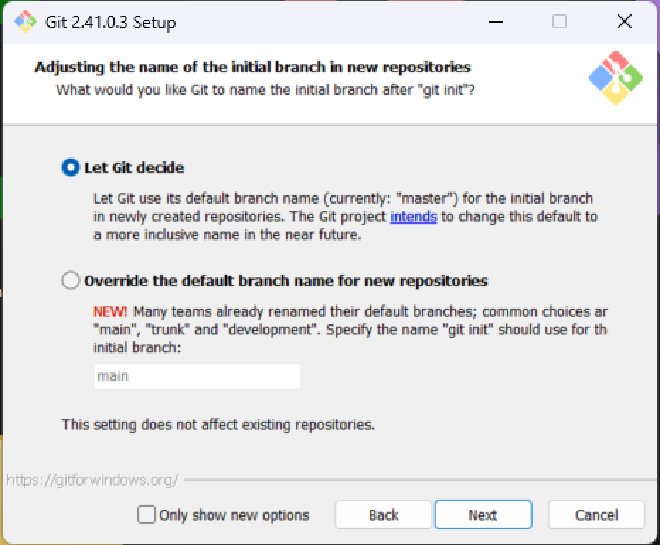 Git 2.41.0.3 Setup
Adjusting the name of the initial branch in new repositories
What would you like Git to name the initial branch after "git init"?
Let Git decide
Let Git use its default branch name (currently: "master") for the initial branch
in newly created repositories. The Git project intends to change this default to
a more inclusive name in the near future.
Override the default branch name for new repositories
NEW! Many teams already renamed their default branches; common choices ar
"main", "trunk" and "development". Specify the name "git init" should use for th
initial branch:
main
This setting does not affect existing repositories.
https://gitforwindows.org/
Only show new options
Back
Next
Cancel